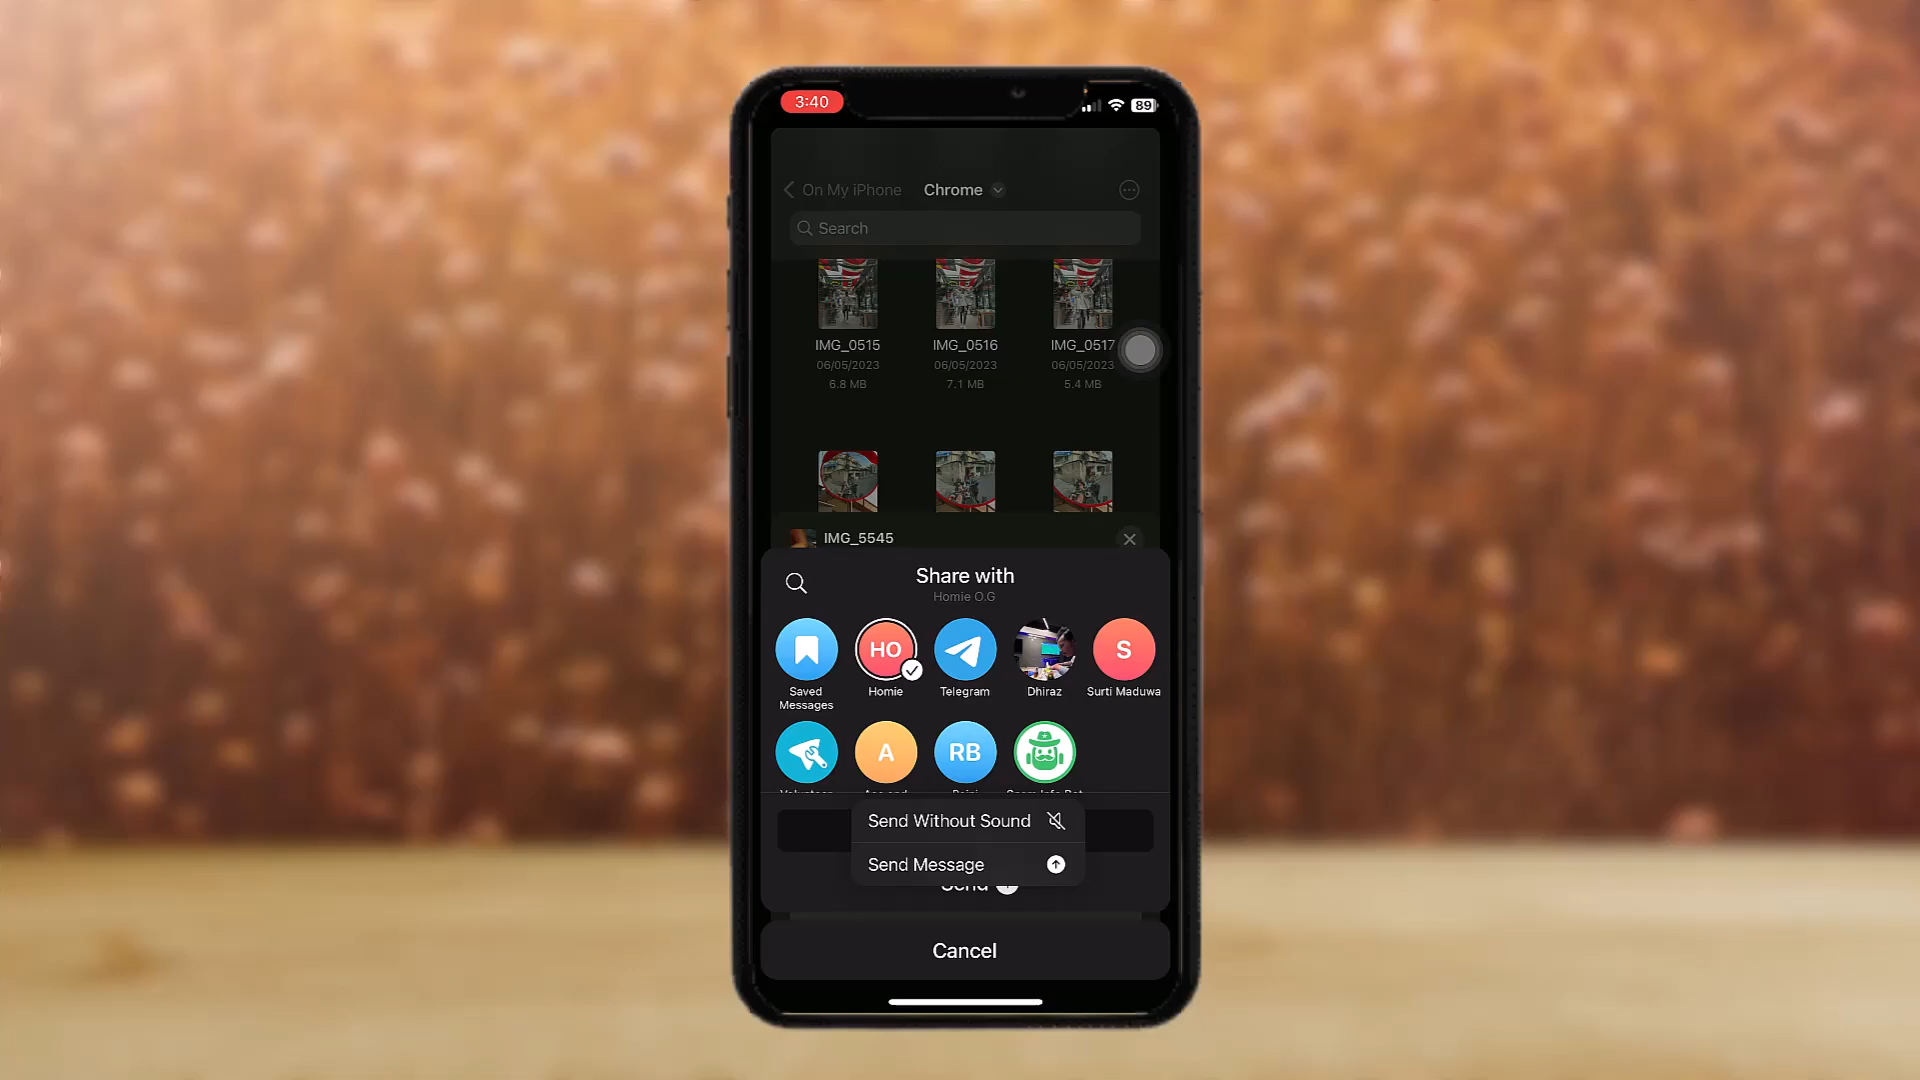 3:40
89
On My iPhone Chrome
Search
IMG_0515 IMG_0516 IMG_0517
06/05/2023 06/05/2023 06/05/2023
6.8 MB 7.1 MB 5.4 MB
IMG_5545
Share with
Homie O.G
HO S
Saved Messages Homie Telegram Dhiraz Surti Maduwa
A RB
Send Without Sound
Send Message
Send
Cancel